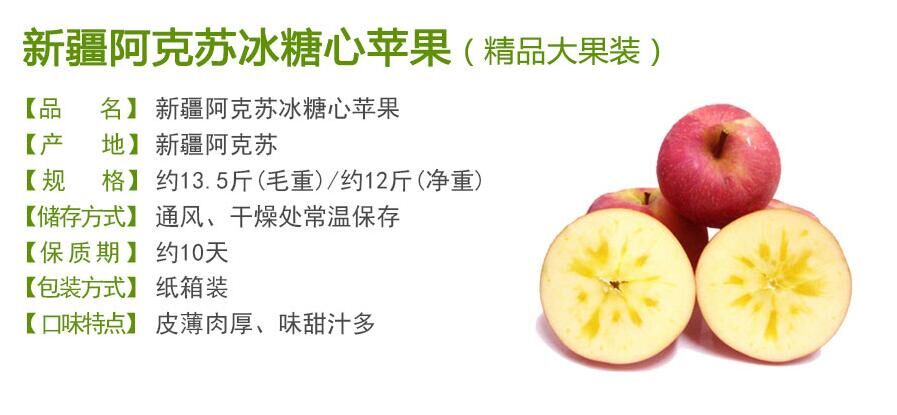 新疆阿克苏冰糖心苹果（精品大果装）
【品　　名】 新疆阿克苏冰糖心苹果
【产　　地】 新疆阿克苏
【规　　格】 约13.5斤(毛重)/约12斤(净重)
【储存方式】 通风、干燥处常温保存
【保 质 期】 约10天
【包装方式】 纸箱装
【口味特点】 皮薄肉厚、味甜汁多